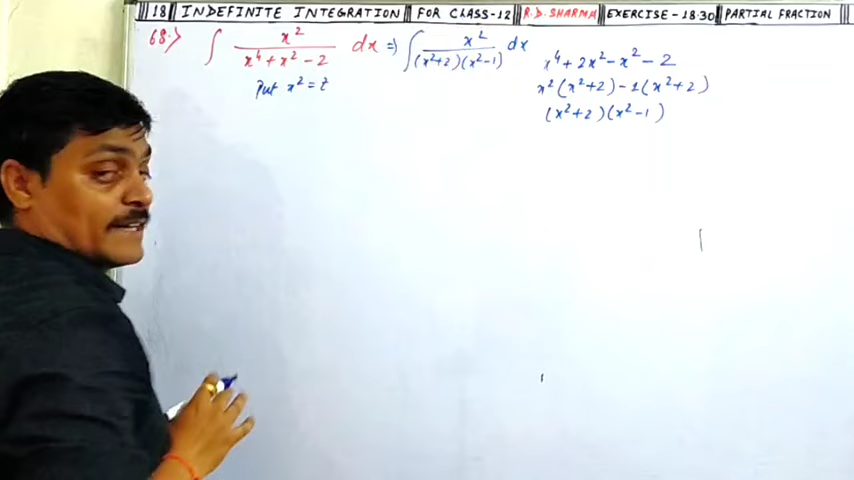 18 INDEFINITE INTEGRATION FOR CLASS-12 R.D. SHARMA EXERCISE-18.30 PARTIAL FRACTION
68.> ∫ x²/(x⁴+x²-2) dx ⇒ ∫ x²/((x²+2)(x²-1)) dx
Put x² = t
x⁴+2x²-x²-2
x²(x²+2)-1(x²+2)
(x²+2)(x²-1)